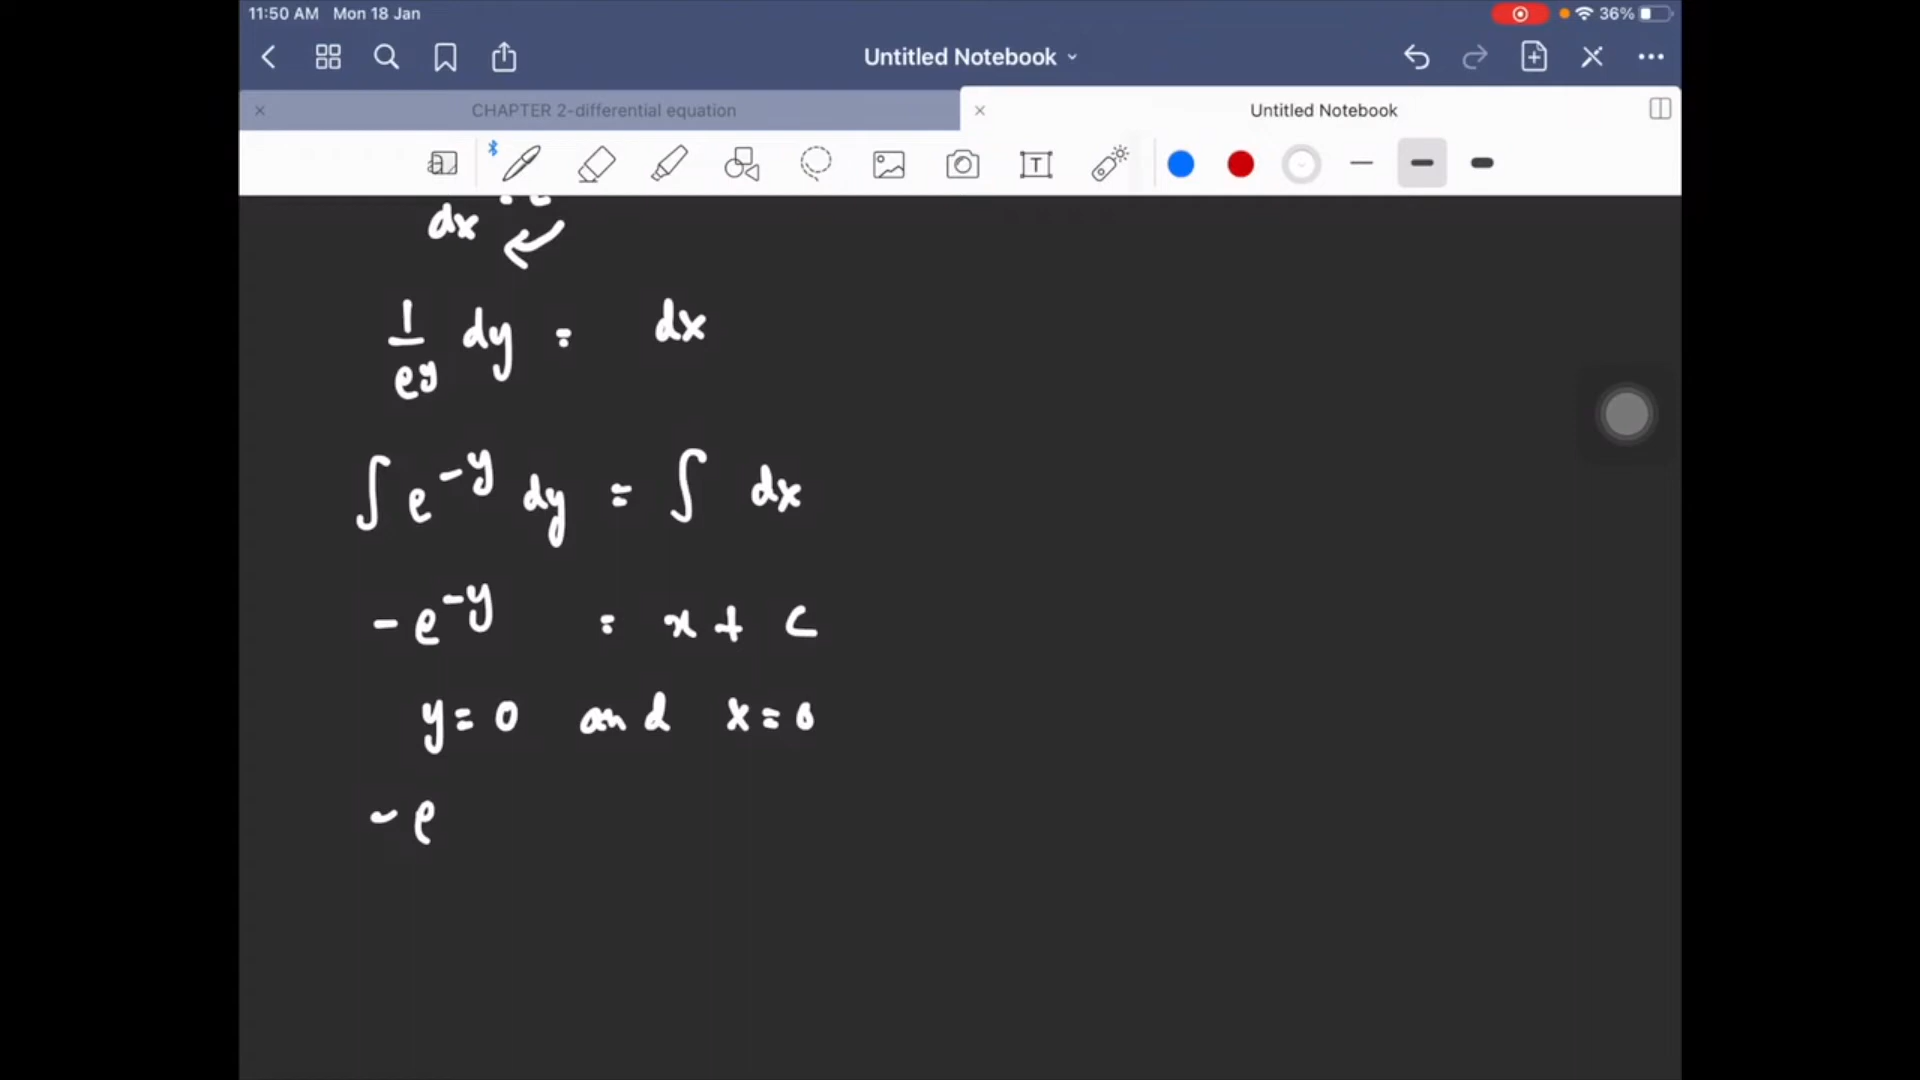 11:50 AM Mon 18 Jan 36%
Untitled Notebook
CHAPTER 2-differential equation
Untitled Notebook
dx
1/e^y dy = dx
∫ e^-y dy = ∫ dx
- e^-y = x + c
y = 0 and x = 0
- e